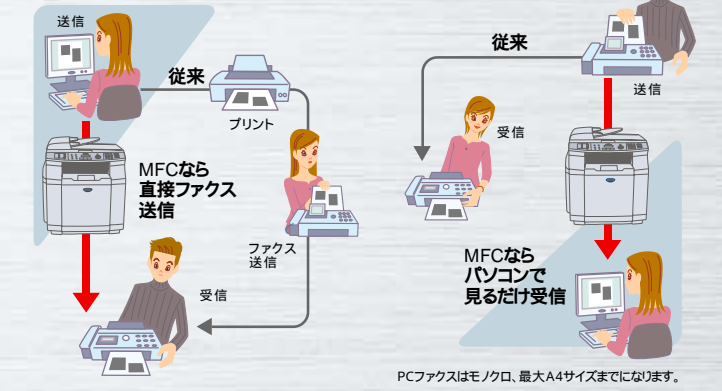 送信
従来
プリント
MFCなら
直接ファクス
送信
ファクス
送信
受信
従来
送信
受信
MFCなら
パソコンで
見るだけ受信
PCファクスはモノクロ、最大A4サイズまでになります。